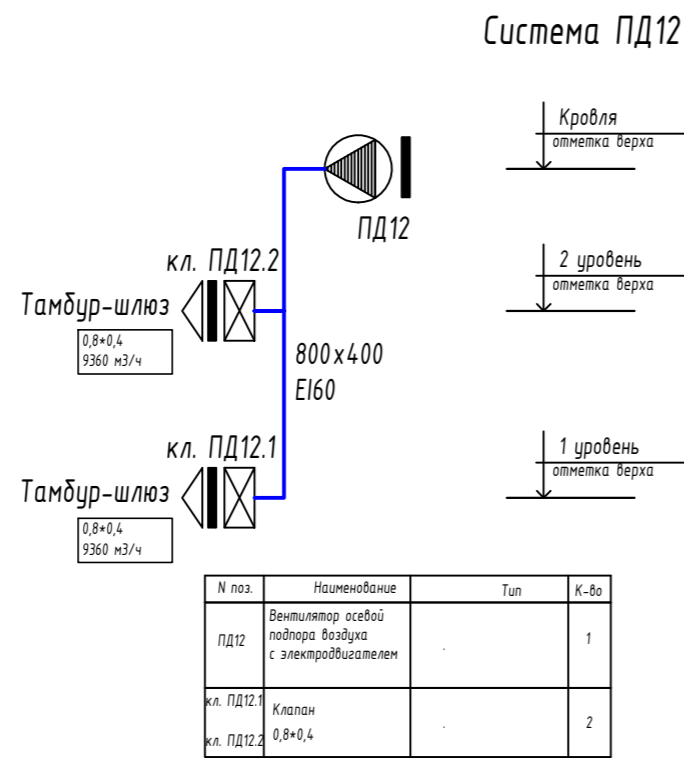 Система ПД12
Кровля
отметка верха
ПД12
кл. ПД12.2
2 уровень
отметка верха
Тамбур-шлюз
0,8*0,4
9360 м3/ч
800х400
EI60
кл. ПД12.1
1 уровень
отметка верха
Тамбур-шлюз
0,8*0,4
9360 м3/ч
N поз. Наименование Тип К-во
ПД12 Вентилятор осевой подпора воздуха с электродвигателем . 1
кл. ПД12.1 кл. ПД12.2 Клапан 0,8*0,4 . 2